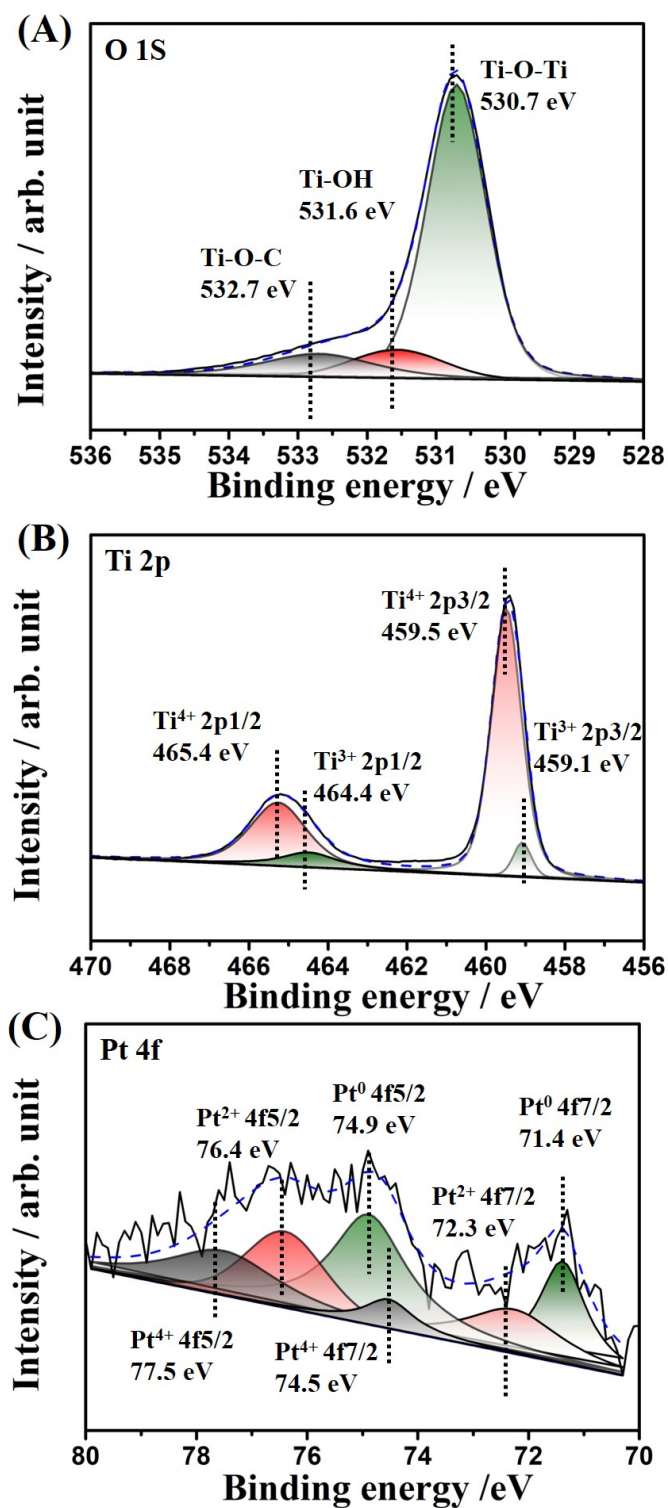 (A)
O 1S
Ti-O-Ti
530.7 eV
Ti-OH
531.6 eV
Ti-O-C
532.7 eV
Intensity / arb. unit
536 535 534 533 532 531 530 529 528
Binding energy / eV
(B)
Ti 2p
Ti4+ 2p3/2
459.5 eV
Ti4+ 2p1/2
465.4 eV
Ti3+ 2p1/2
464.4 eV
Ti3+ 2p3/2
459.1 eV
Intensity / arb. unit
470 468 466 464 462 460 458 456
Binding energy / eV
(C)
Pt 4f
Pt0 4f5/2
74.9 eV
Pt0 4f7/2
71.4 eV
Pt2+ 4f5/2
76.4 eV
Pt2+ 4f7/2
72.3 eV
Pt4+ 4f5/2
77.5 eV
Pt4+ 4f7/2
74.5 eV
Intensity / arb. unit
80 78 76 74 72 70
Binding energy /eV